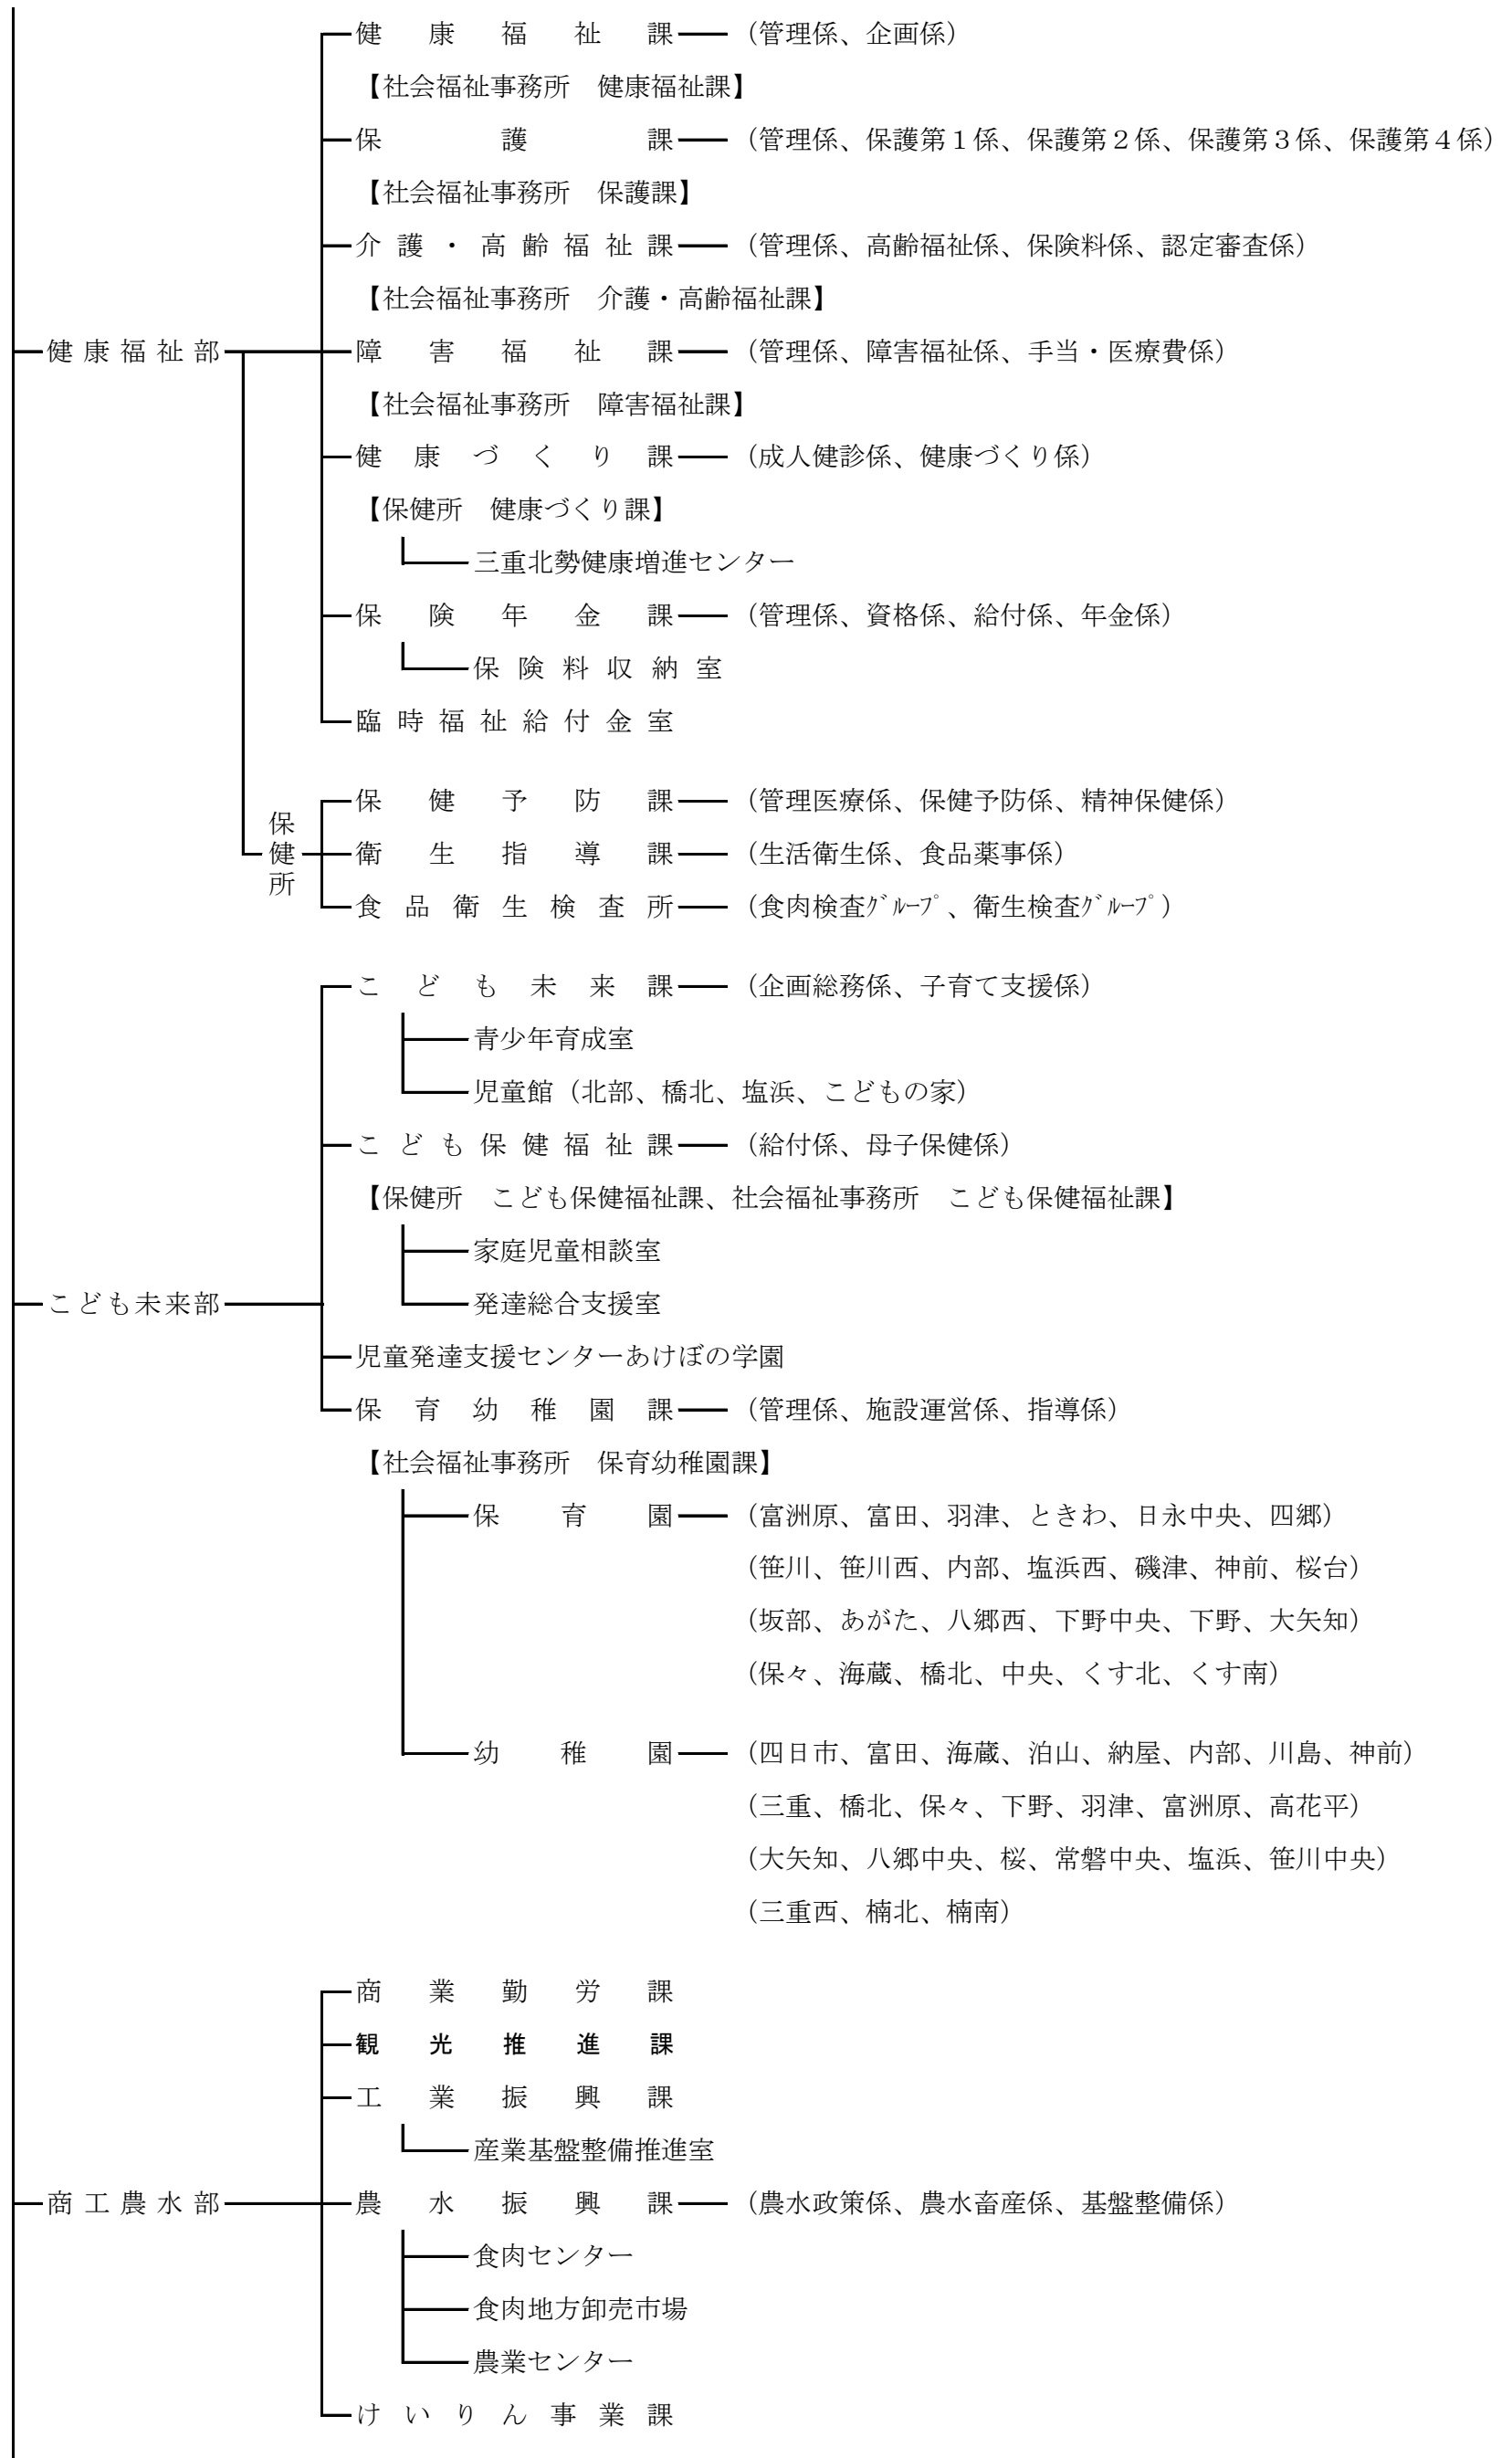 健康福祉課 （管理係、企画係）
【社会福祉事務所　健康福祉課】
保護課 （管理係、保護第１係、保護第２係、保護第３係、保護第４係）
【社会福祉事務所　保護課】
介護・高齢福祉課 （管理係、高齢福祉係、保険料係、認定審査係）
【社会福祉事務所　介護・高齢福祉課】
健康福祉部 障害福祉課 （管理係、障害福祉係、手当・医療費係）
【社会福祉事務所　障害福祉課】
健康づくり課 （成人健診係、健康づくり係）
【保健所　健康づくり課】
三重北勢健康増進センター
保険年金課 （管理係、資格係、給付係、年金係）
保険料収納室
臨時福祉給付金室
保健予防課 （管理医療係、保健予防係、精神保健係）
保健所 衛生指導課 （生活衛生係、食品薬事係）
食品衛生検査所 （食肉検査ｸﾞﾙｰﾌﾟ、衛生検査ｸﾞﾙｰﾌﾟ）
こども未来課 （企画総務係、子育て支援係）
青少年育成室
児童館（北部、橋北、塩浜、こどもの家）
こども保健福祉課 （給付係、母子保健係）
【保健所　こども保健福祉課、社会福祉事務所　こども保健福祉課】
家庭児童相談室
こども未来部 発達総合支援室
児童発達支援センターあけぼの学園
保育幼稚園課 （管理係、施設運営係、指導係）
【社会福祉事務所　保育幼稚園課】
保育園 （富洲原、富田、羽津、ときわ、日永中央、四郷）
（笹川、笹川西、内部、塩浜西、磯津、神前、桜台）
（坂部、あがた、八郷西、下野中央、下野、大矢知）
（保々、海蔵、橋北、中央、くす北、くす南）
幼稚園 （四日市、富田、海蔵、泊山、納屋、内部、川島、神前）
（三重、橋北、保々、下野、羽津、富洲原、高花平）
（大矢知、八郷中央、桜、常磐中央、塩浜、笹川中央）
（三重西、楠北、楠南）
商業勤労課
観光推進課
工業振興課
産業基盤整備推進室
商工農水部 農水振興課 （農水政策係、農水畜産係、基盤整備係）
食肉センター
食肉地方卸売市場
農業センター
けいりん事業課